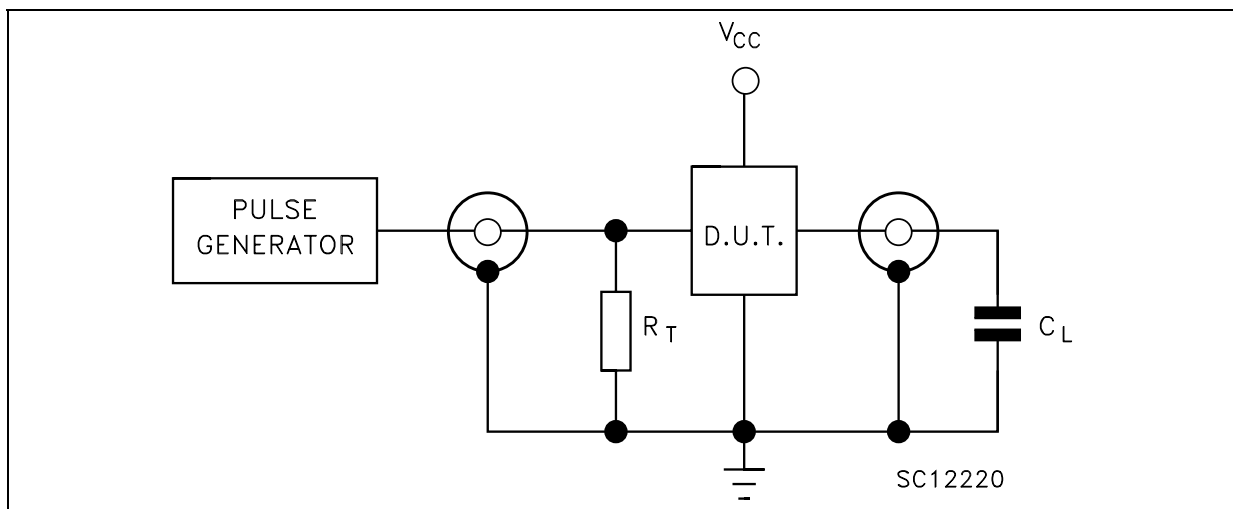 VCC
PULSE
GENERATOR
D.U.T.
RT
CL
SC12220